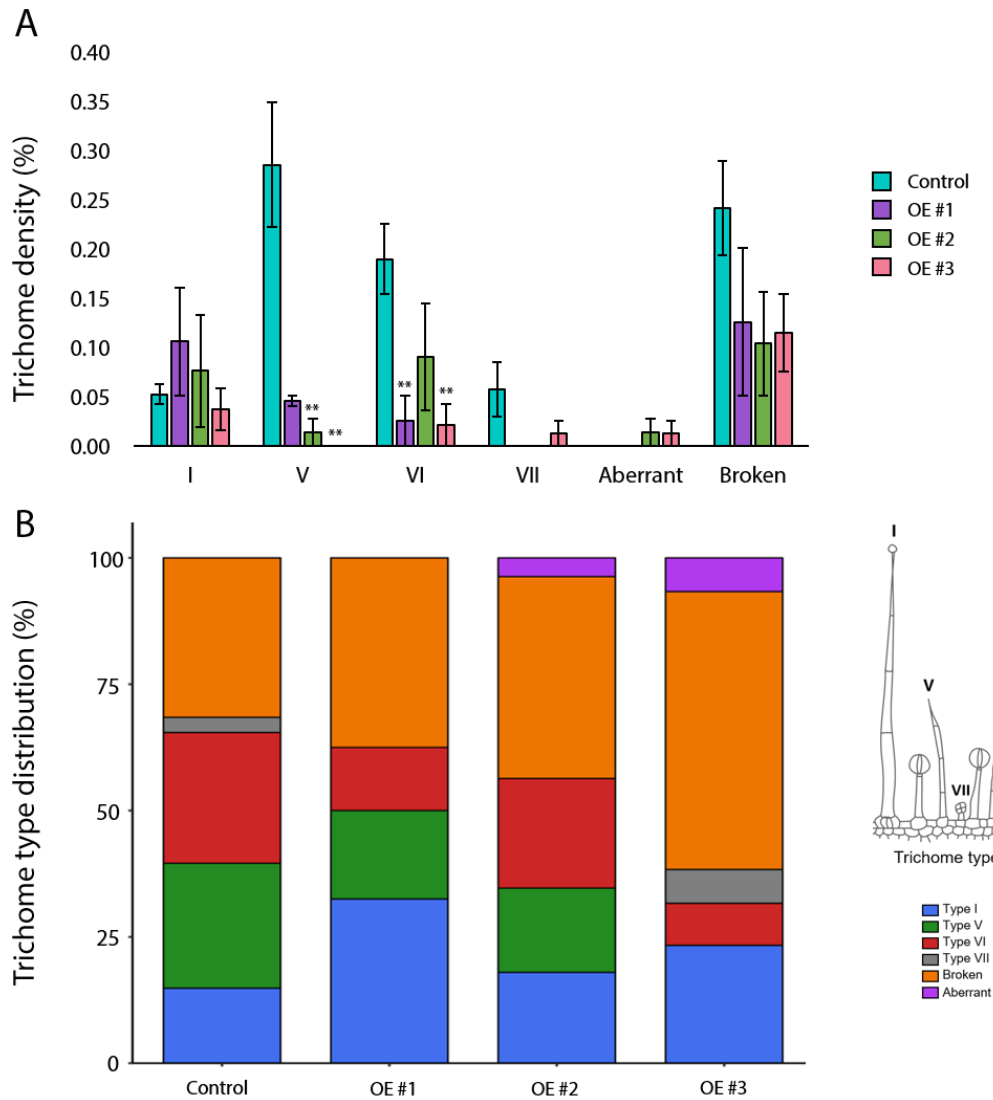 A
Trichome density (%)
0.40
0.35
0.30
0.25
0.20
0.15
0.10
0.05
0.00
**
**
**
**
I
V
VI
VII
Aberrant
Broken
Control
OE #1
OE #2
OE #3
B
Trichome type distribution (%)
100
75
50
25
0
Control
OE #1
OE #2
OE #3
I
V
VII
Trichome type
Type I
Type V
Type VI
Type VII
Broken
Aberrant